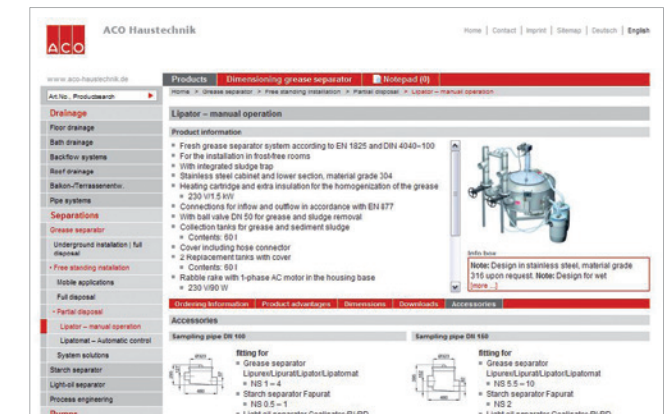 ACO
ACO Haustechnik
Home | Contact | Imprint | Sitemap | Deutsch | English
www.aco-haustechnik.de
Products
Dimensioning grease separator
Notepad (0)
Art.No., Productsearch
Home > Grease separator > Free standing installation > Partial disposal > Lipator – manual operation
Drainage
Floor drainage
Bath drainage
Backflow systems
Roof drainage
Balkon-/Terrassenentw.
Pipe systems
Separations
Grease separator
Underground installation | full
disposal
Free standing installation
Mobile applications
Full disposal
Partial disposal
Lipator – manual operation
Lipatomat – Automatic control
System solutions
Starch separator
Light-oil separator
Process engineering
Pumps
Lipator – manual operation
Product information
Fresh grease separator system according to EN 1825 and DIN 4040-100
For the installation in frost-free rooms
With integrated sludge trap
Stainless steel cabinet and lower section, material grade 304
Heating cartridge and extra insulation for the homogenization of the grease
230 V/1.5 kW
Connections for inflow and outflow in accordance with EN 877
With ball valve DN 50 for grease and sludge removal
Collection tanks for grease and sediment sludge
Contents: 60 l
Cover including hose connector
2 Replacement tanks with cover
Contents: 60 l
Rabble rake with 1-phase AC motor in the housing base
230 V/90 W
Info box
Note: Design in stainless steel, material grade
316 upon request. Note: Design for wet
[more ...]
Ordering Information | Product advantages | Dimensions | Downloads | Accessories
Accessories
Sampling pipe DN 100
fitting for
Grease separator
Lipurex/Lipurat/Lipator/Lipatomat
NS 1 – 4
Starch separator Fapurat
NS 0.5 – 1
Sampling pipe DN 150
fitting for
Grease separator
Lipurex/Lipurat/Lipator/Lipatomat
NS 5.5 – 10
Starch separator Fapurat
NS 2